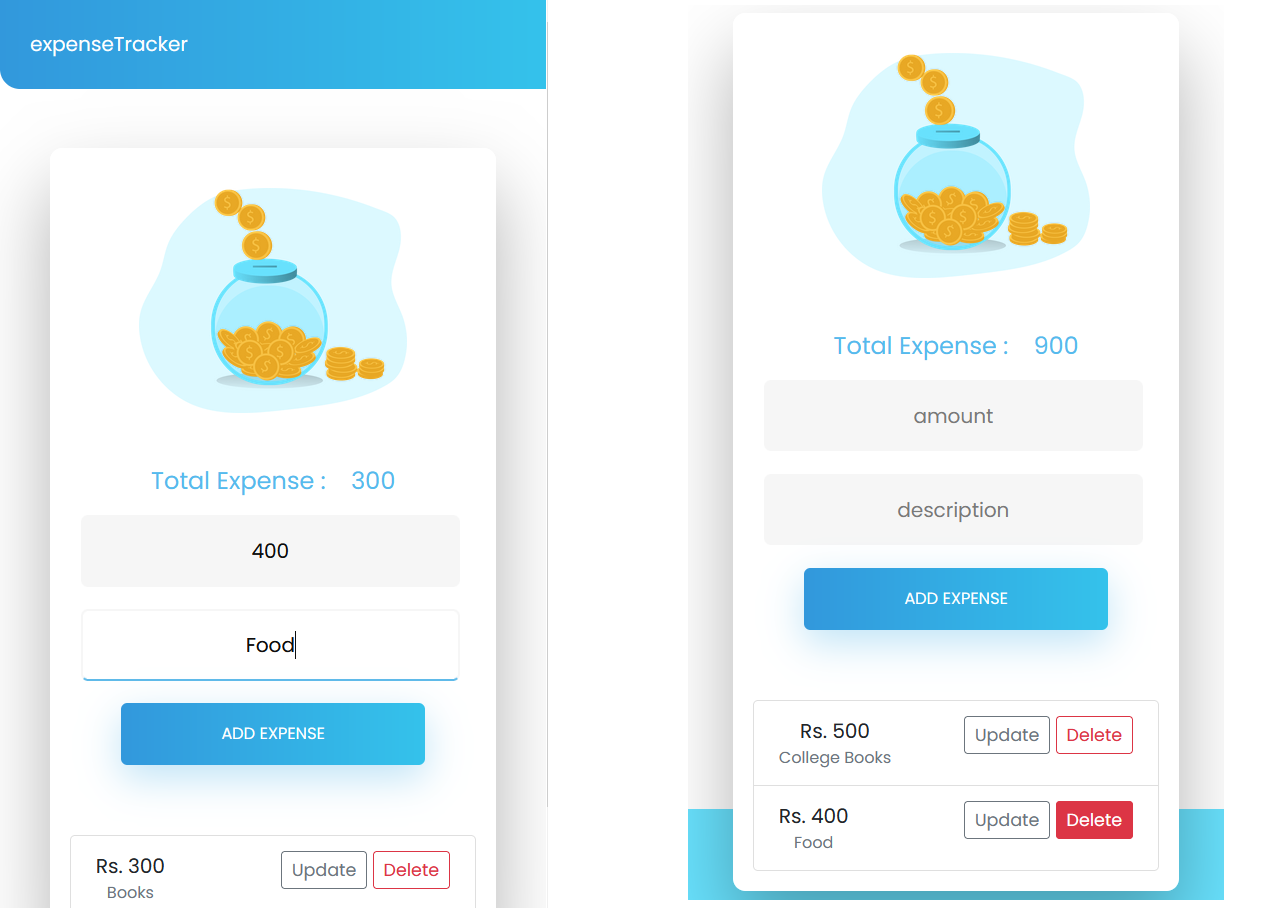 expenseTracker
Total Expense : 300
400
Food
ADD EXPENSE
Rs. 300
Books
Update
Delete
Total Expense : 900
amount
description
ADD EXPENSE
Rs. 500
College Books
Update
Delete
Rs. 400
Food
Update
Delete